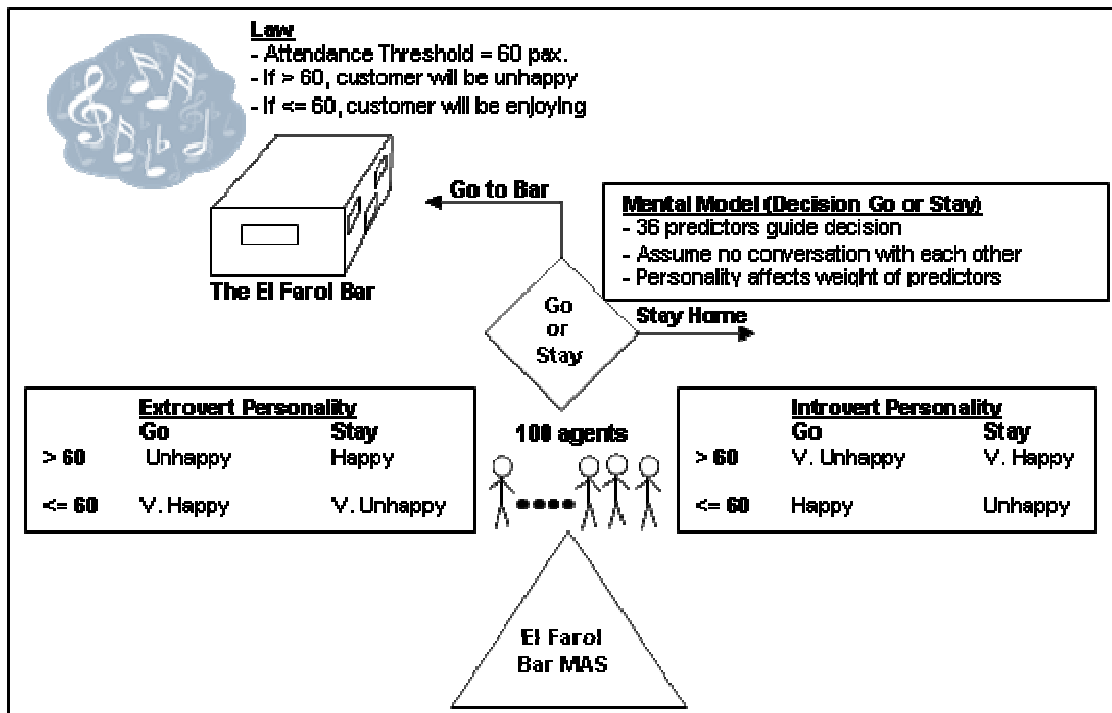 Law
- Attendance Threshold = 60 pax.
- If > 60, customer will be unhappy
- If <= 60, customer will be enjoying
Go to Bar
The El Farol Bar
Mental Model (Decision Go or Stay)
- 36 predictors guide decision
- Assume no conversation with each other
- Personality affects weight of predictors
Go
or
Stay
Stay Home
Extrovert Personality
Go Stay
> 60 Unhappy Happy
<= 60 V. Happy V. Unhappy
100 agents
Introvert Personality
Go Stay
> 60 V. Unhappy V. Happy
<= 60 Happy Unhappy
El Farol
Bar MAS